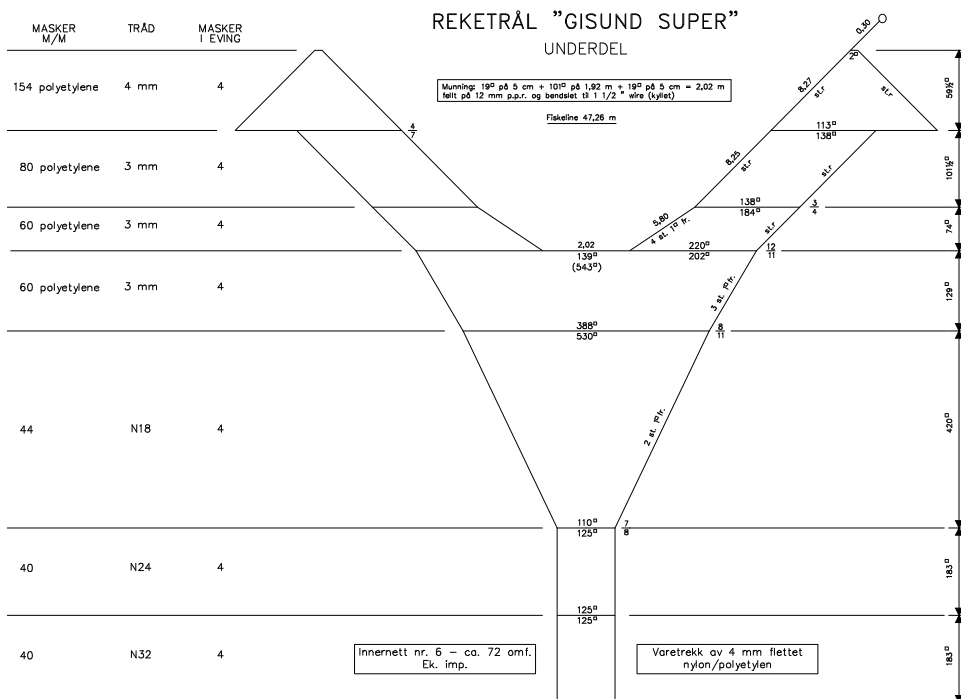 REKETRÅL "GISUND SUPER"
UNDERDEL
MASKER M/M
TRÅD
MASKER I EVING
Munning: 19▫ på 5 cm + 101▫ på 1,92 m + 19▫ på 5 cm = 2,02 m
fellt på 12 mm p.p.r. og bendslet til 1 1/2 " wire (kyllet)
Fiskeline 47,26 m
0,30
2▫
154 polyetylene 4 mm 4
8,27
st.r
st.r
59½▫
4/7
113▫
138▫
80 polyetylene 3 mm 4
8,25
st.r
st.r
101½▫
138▫
184▫
3/4
60 polyetylene 3 mm 4
5,80
4 st. 1▫ fr.
st.r
74▫
2,02
139▫
(543▫)
220▫
202▫
12/11
60 polyetylene 3 mm 4
3 st. 1▫fr.
129▫
388▫
530▫
8/11
44 N18 4
2 st. 1▫fr.
420▫
110▫
125▫
7/8
40 N24 4
183▫
125▫
125▫
40 N32 4
183▫
Innernett nr. 6 – ca. 72 omf.
Ek. imp.
Varetrekk av 4 mm flettet
nylon/polyetylen